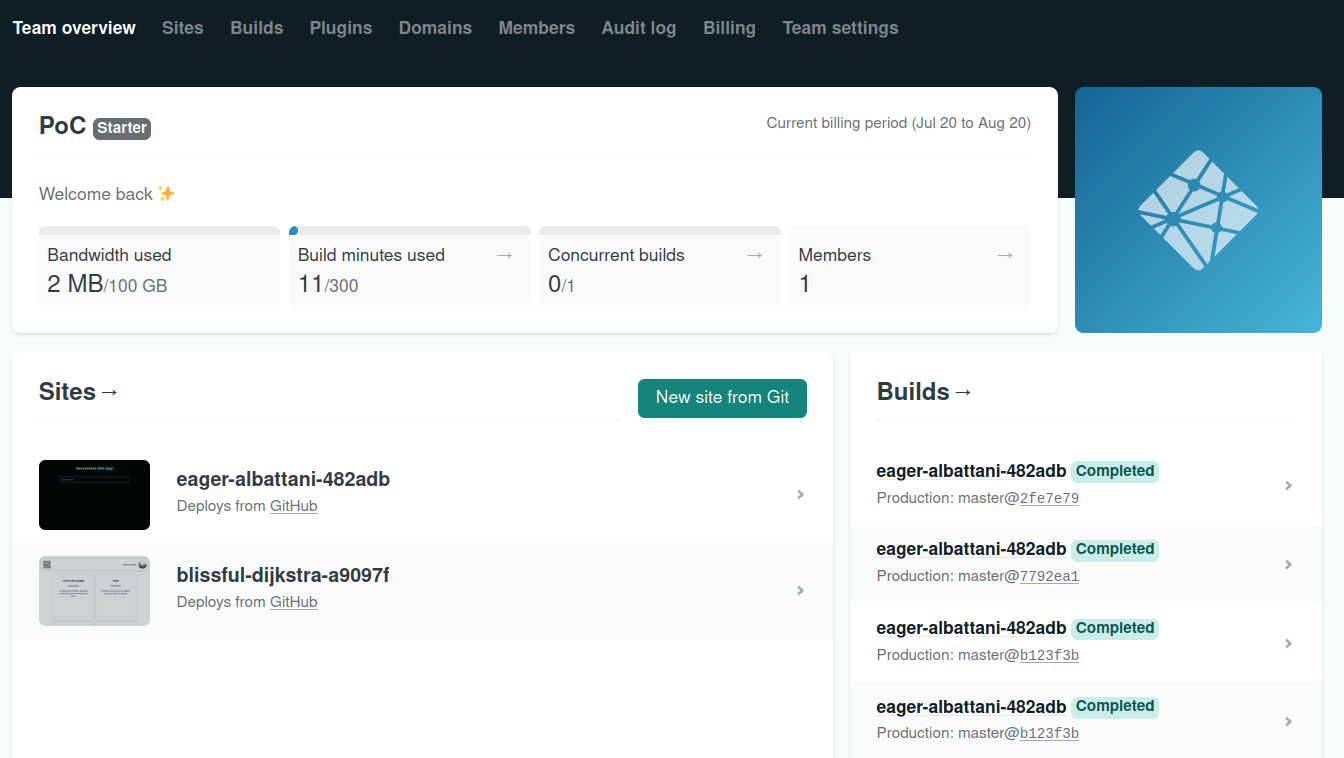 Team overview Sites Builds Plugins Domains Members Audit log Billing Team settings
PoC Starter
Current billing period (Jul 20 to Aug 20)
Welcome back ✨
Bandwidth used
2 MB/100 GB
Build minutes used →
11/300
Concurrent builds →
0/1
Members →
1
Sites →
New site from Git
Serverless Gifs App
eager-albattani-482adb
Deploys from GitHub
blissful-dijkstra-a9097f
Deploys from GitHub
Builds →
eager-albattani-482adb Completed
Production: master@2fe7e79
eager-albattani-482adb Completed
Production: master@7792ea1
eager-albattani-482adb Completed
Production: master@b123f3b
eager-albattani-482adb Completed
Production: master@b123f3b